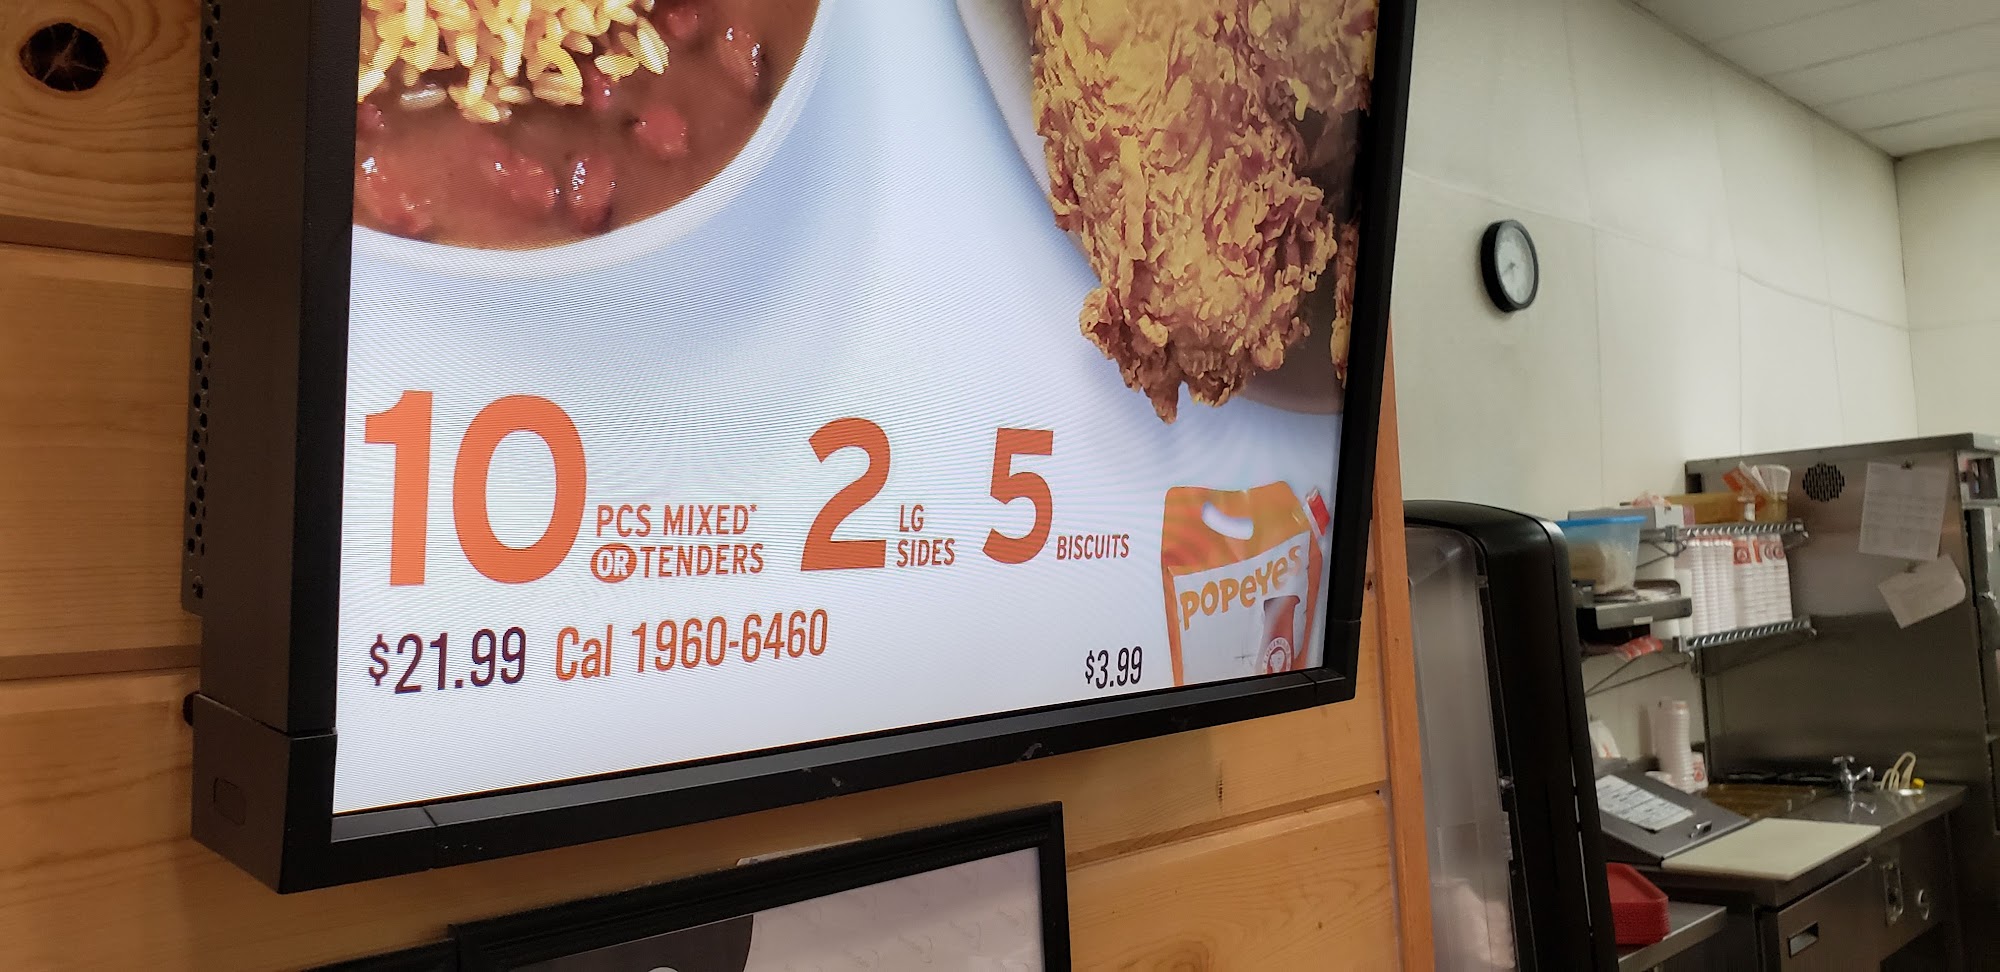 10 PCS MIXED* OR TENDERS
2 LG SIDES
5 BISCUITS
$21.99 Cal 1960-6460
$3.99
POPEYES